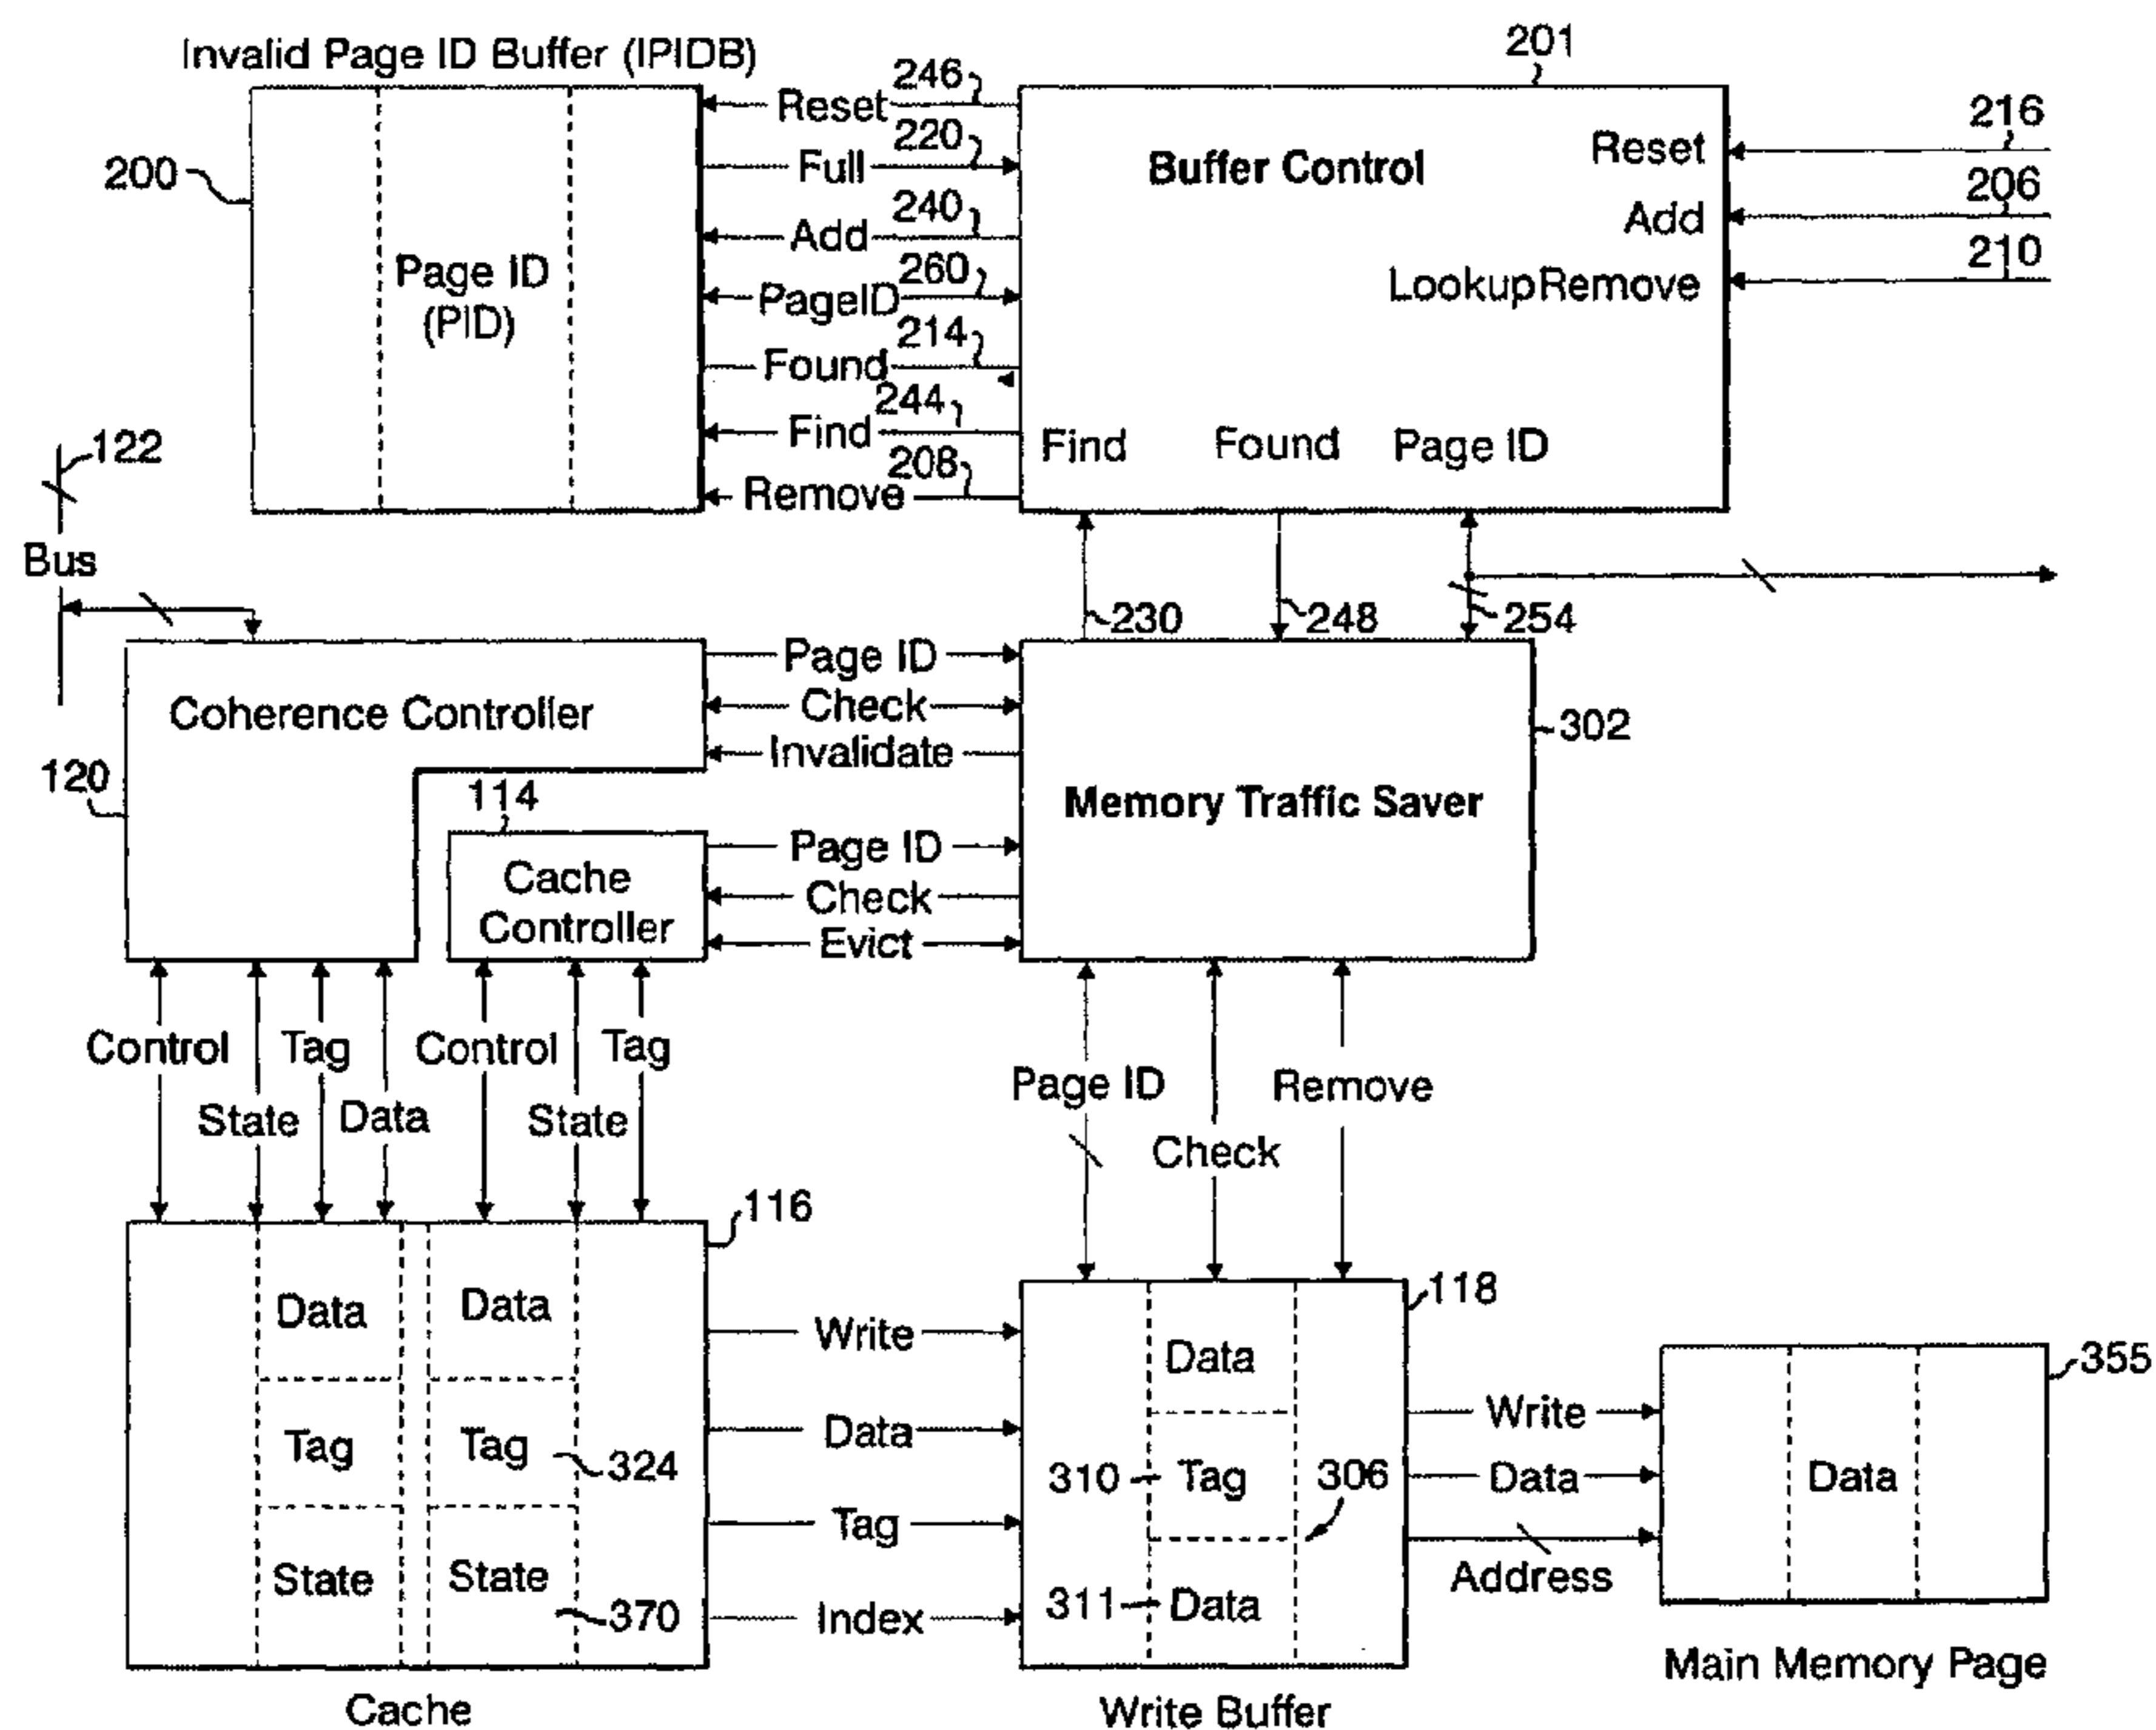 Invalid Page ID Buffer (IPIDB)
201
246
Reset
216
Reset
220
Full
Buffer Control
200
206
Add
240
Add
Page ID
(PID)
260
PageID
210
LookupRemove
214
Found
244
Find
208
Remove
Find Found Page ID
122
Bus
230
248
254
Page ID
Check
Invalidate
Coherence Controller
302
120
114
Memory Traffic Saver
Cache
Controller
Page ID
Check
Evict
Control Tag Control Tag
State Data State
Page ID Remove
Check
116
118
Data Data
Write
Data
355
Data
Write
Tag Tag 324
310 Tag 306
Data
Data
Tag
State State
370
Index
311 Data
Address
Main Memory Page
Cache
Write Buffer